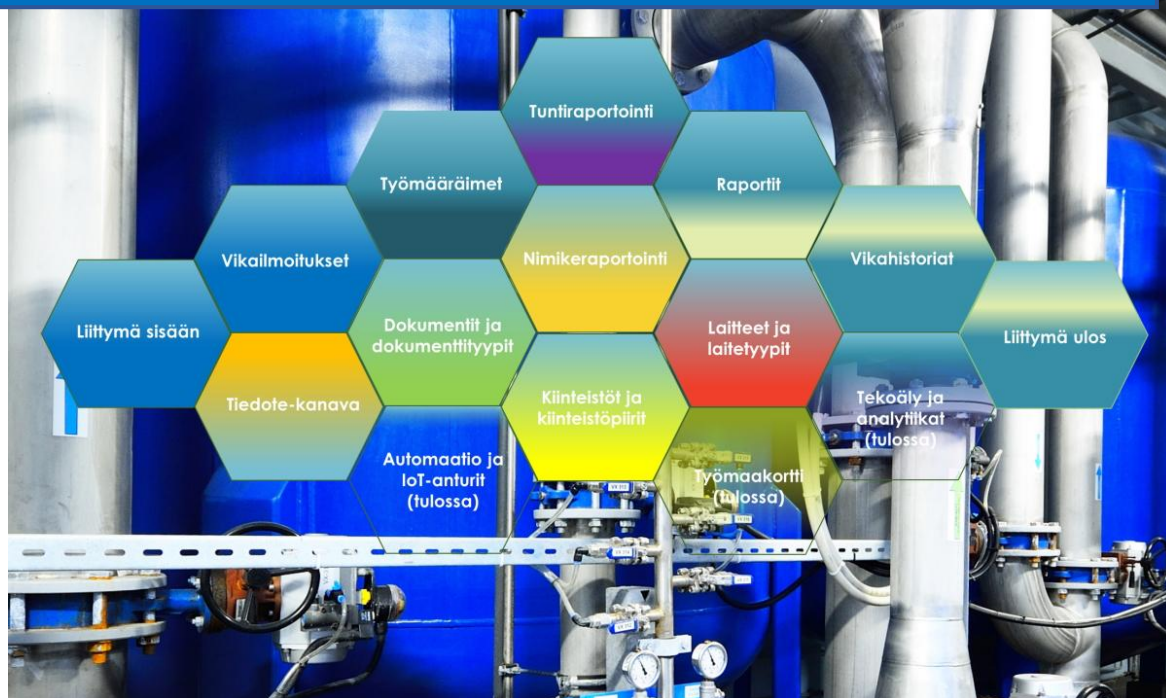 Tuntiraportointi
Työmääräimet
Raportit
Vikailmoitukset
Nimikeraportointi
Vikahistoriat
Liittymä sisään
Dokumentit ja
dokumenttityypit
Laitteet ja
laitetyypit
Liittymä ulos
Tiedote-kanava
Kiinteistöt ja
kiinteistöpiirit
Tekoäly ja
analytiikat
(tulossa)
Automaatio ja
IoT-anturit
(tulossa)
Työmaakortti
(tulossa)